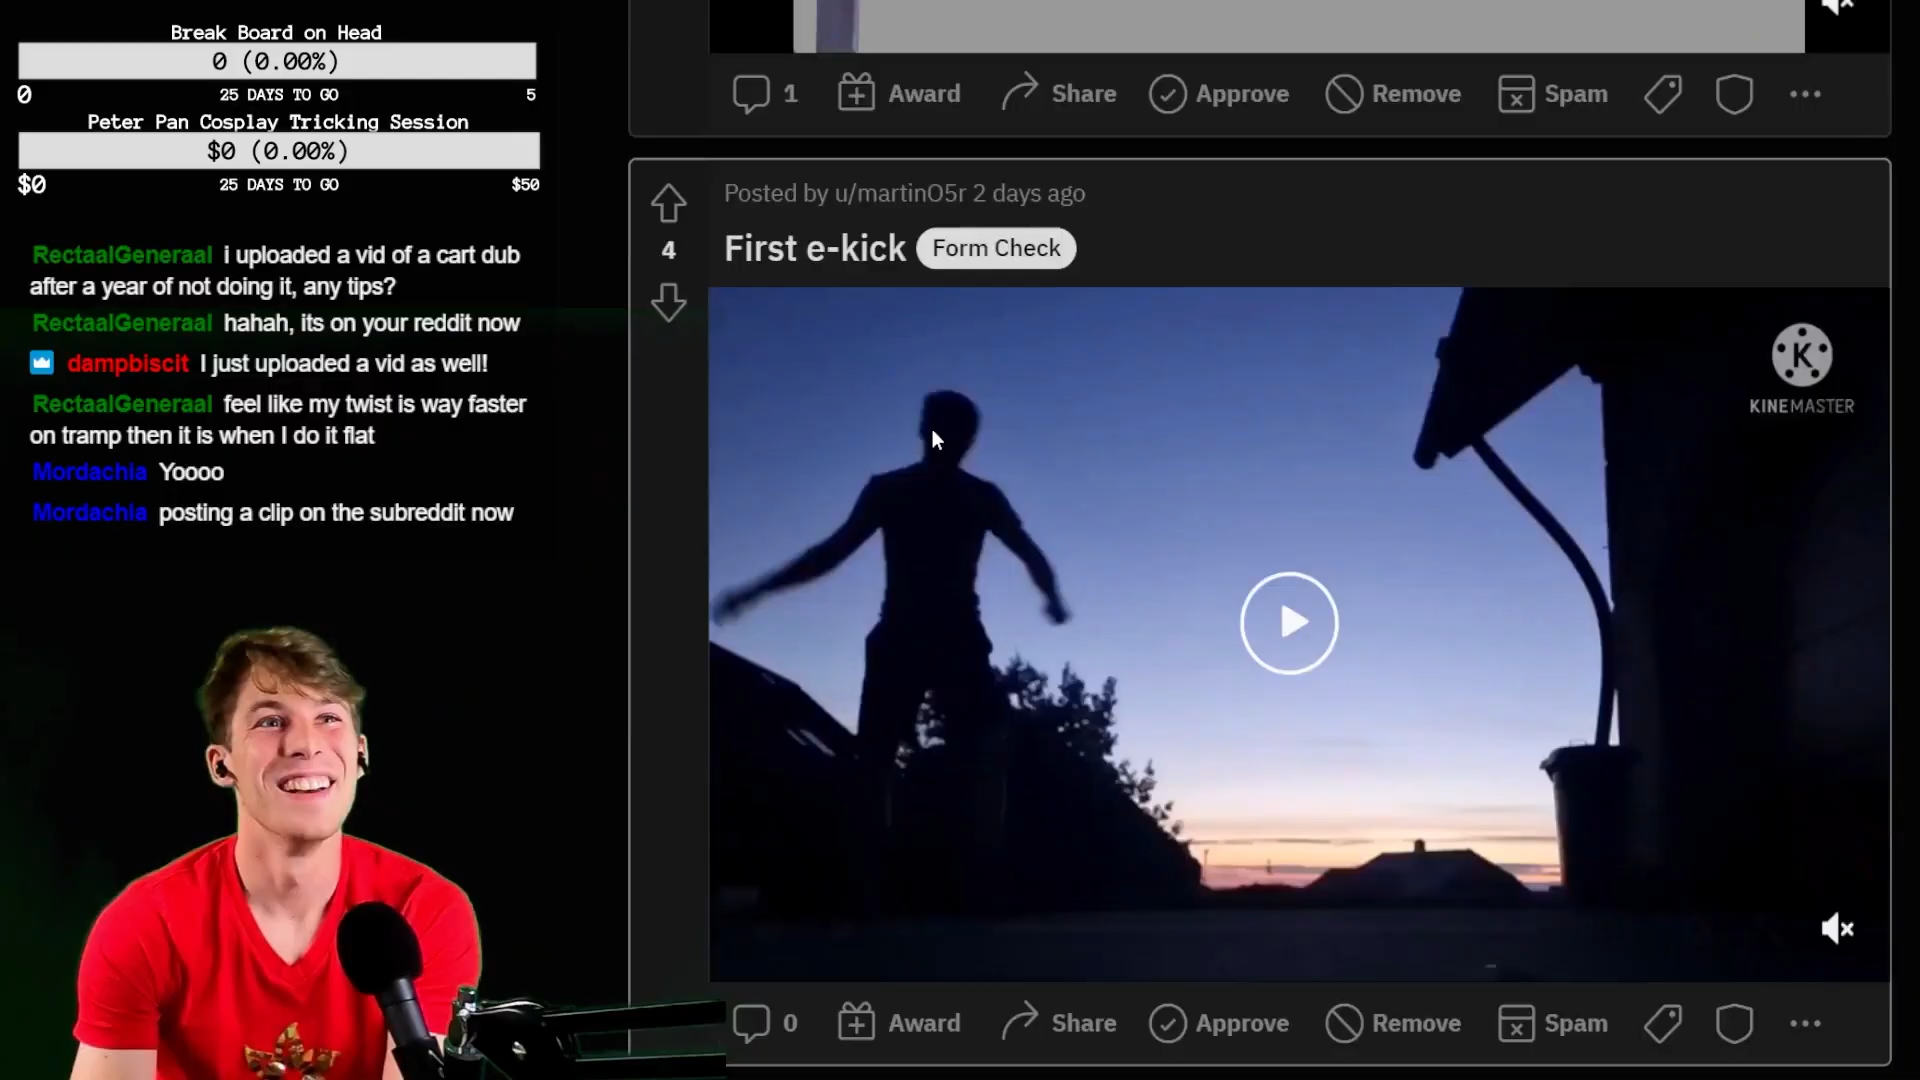 Break Board on Head
0 (0.00%)
0 25 DAYS TO GO 5
Peter Pan Cosplay Tricking Session
$0 (0.00%)
$0 25 DAYS TO GO $50
RectaalGeneraal i uploaded a vid of a cart dub
after a year of not doing it, any tips?
RectaalGeneraal hahah, its on your reddit now
dampbiscit I just uploaded a vid as well!
RectaalGeneraal feel like my twist is way faster
on tramp then it is when I do it flat
Mordachia Yoooo
Mordachia posting a clip on the subreddit now
1 Award Share Approve Remove Spam
Posted by u/martinO5r 2 days ago
4
First e-kick Form Check
K
KINEMASTER
0 Award Share Approve Remove Spam